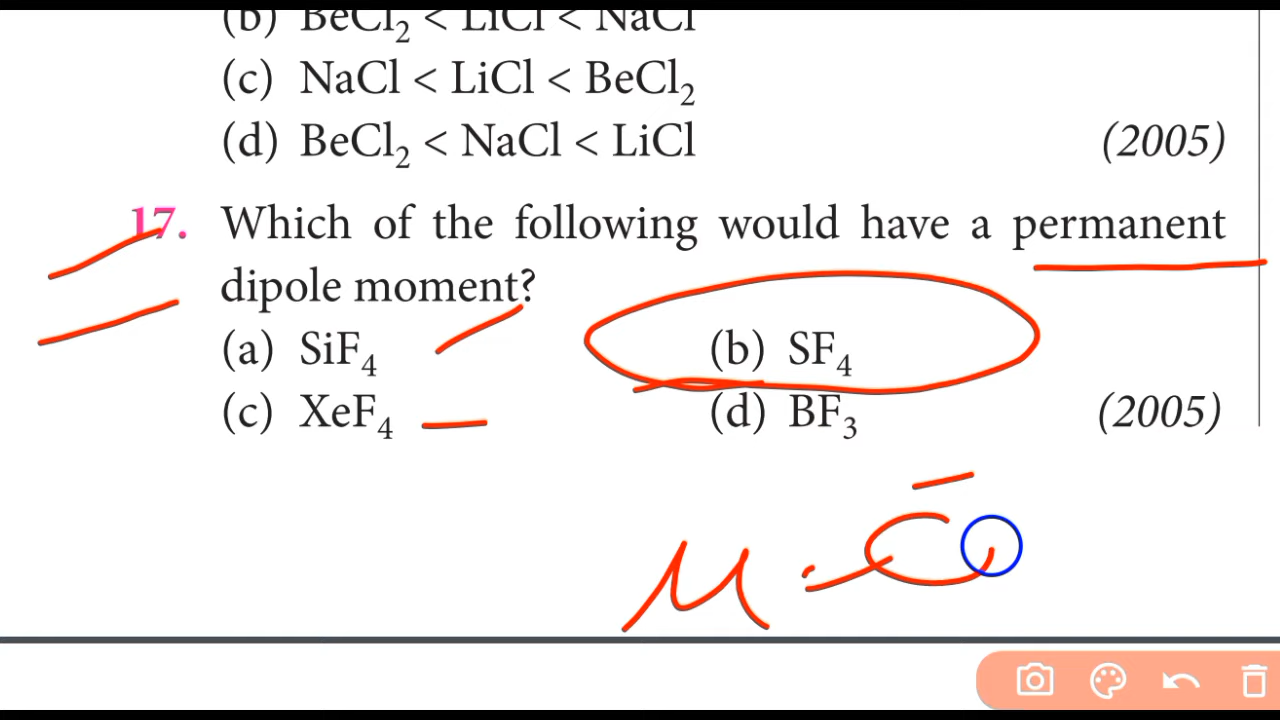 (b) BeCl₂ < LiCl < NaCl
(c) NaCl < LiCl < BeCl₂
(d) BeCl₂ < NaCl < LiCl (2005)
17. Which of the following would have a permanent
dipole moment?
(a) SiF₄ (b) SF₄
(c) XeF₄ (d) BF₃ (2005)